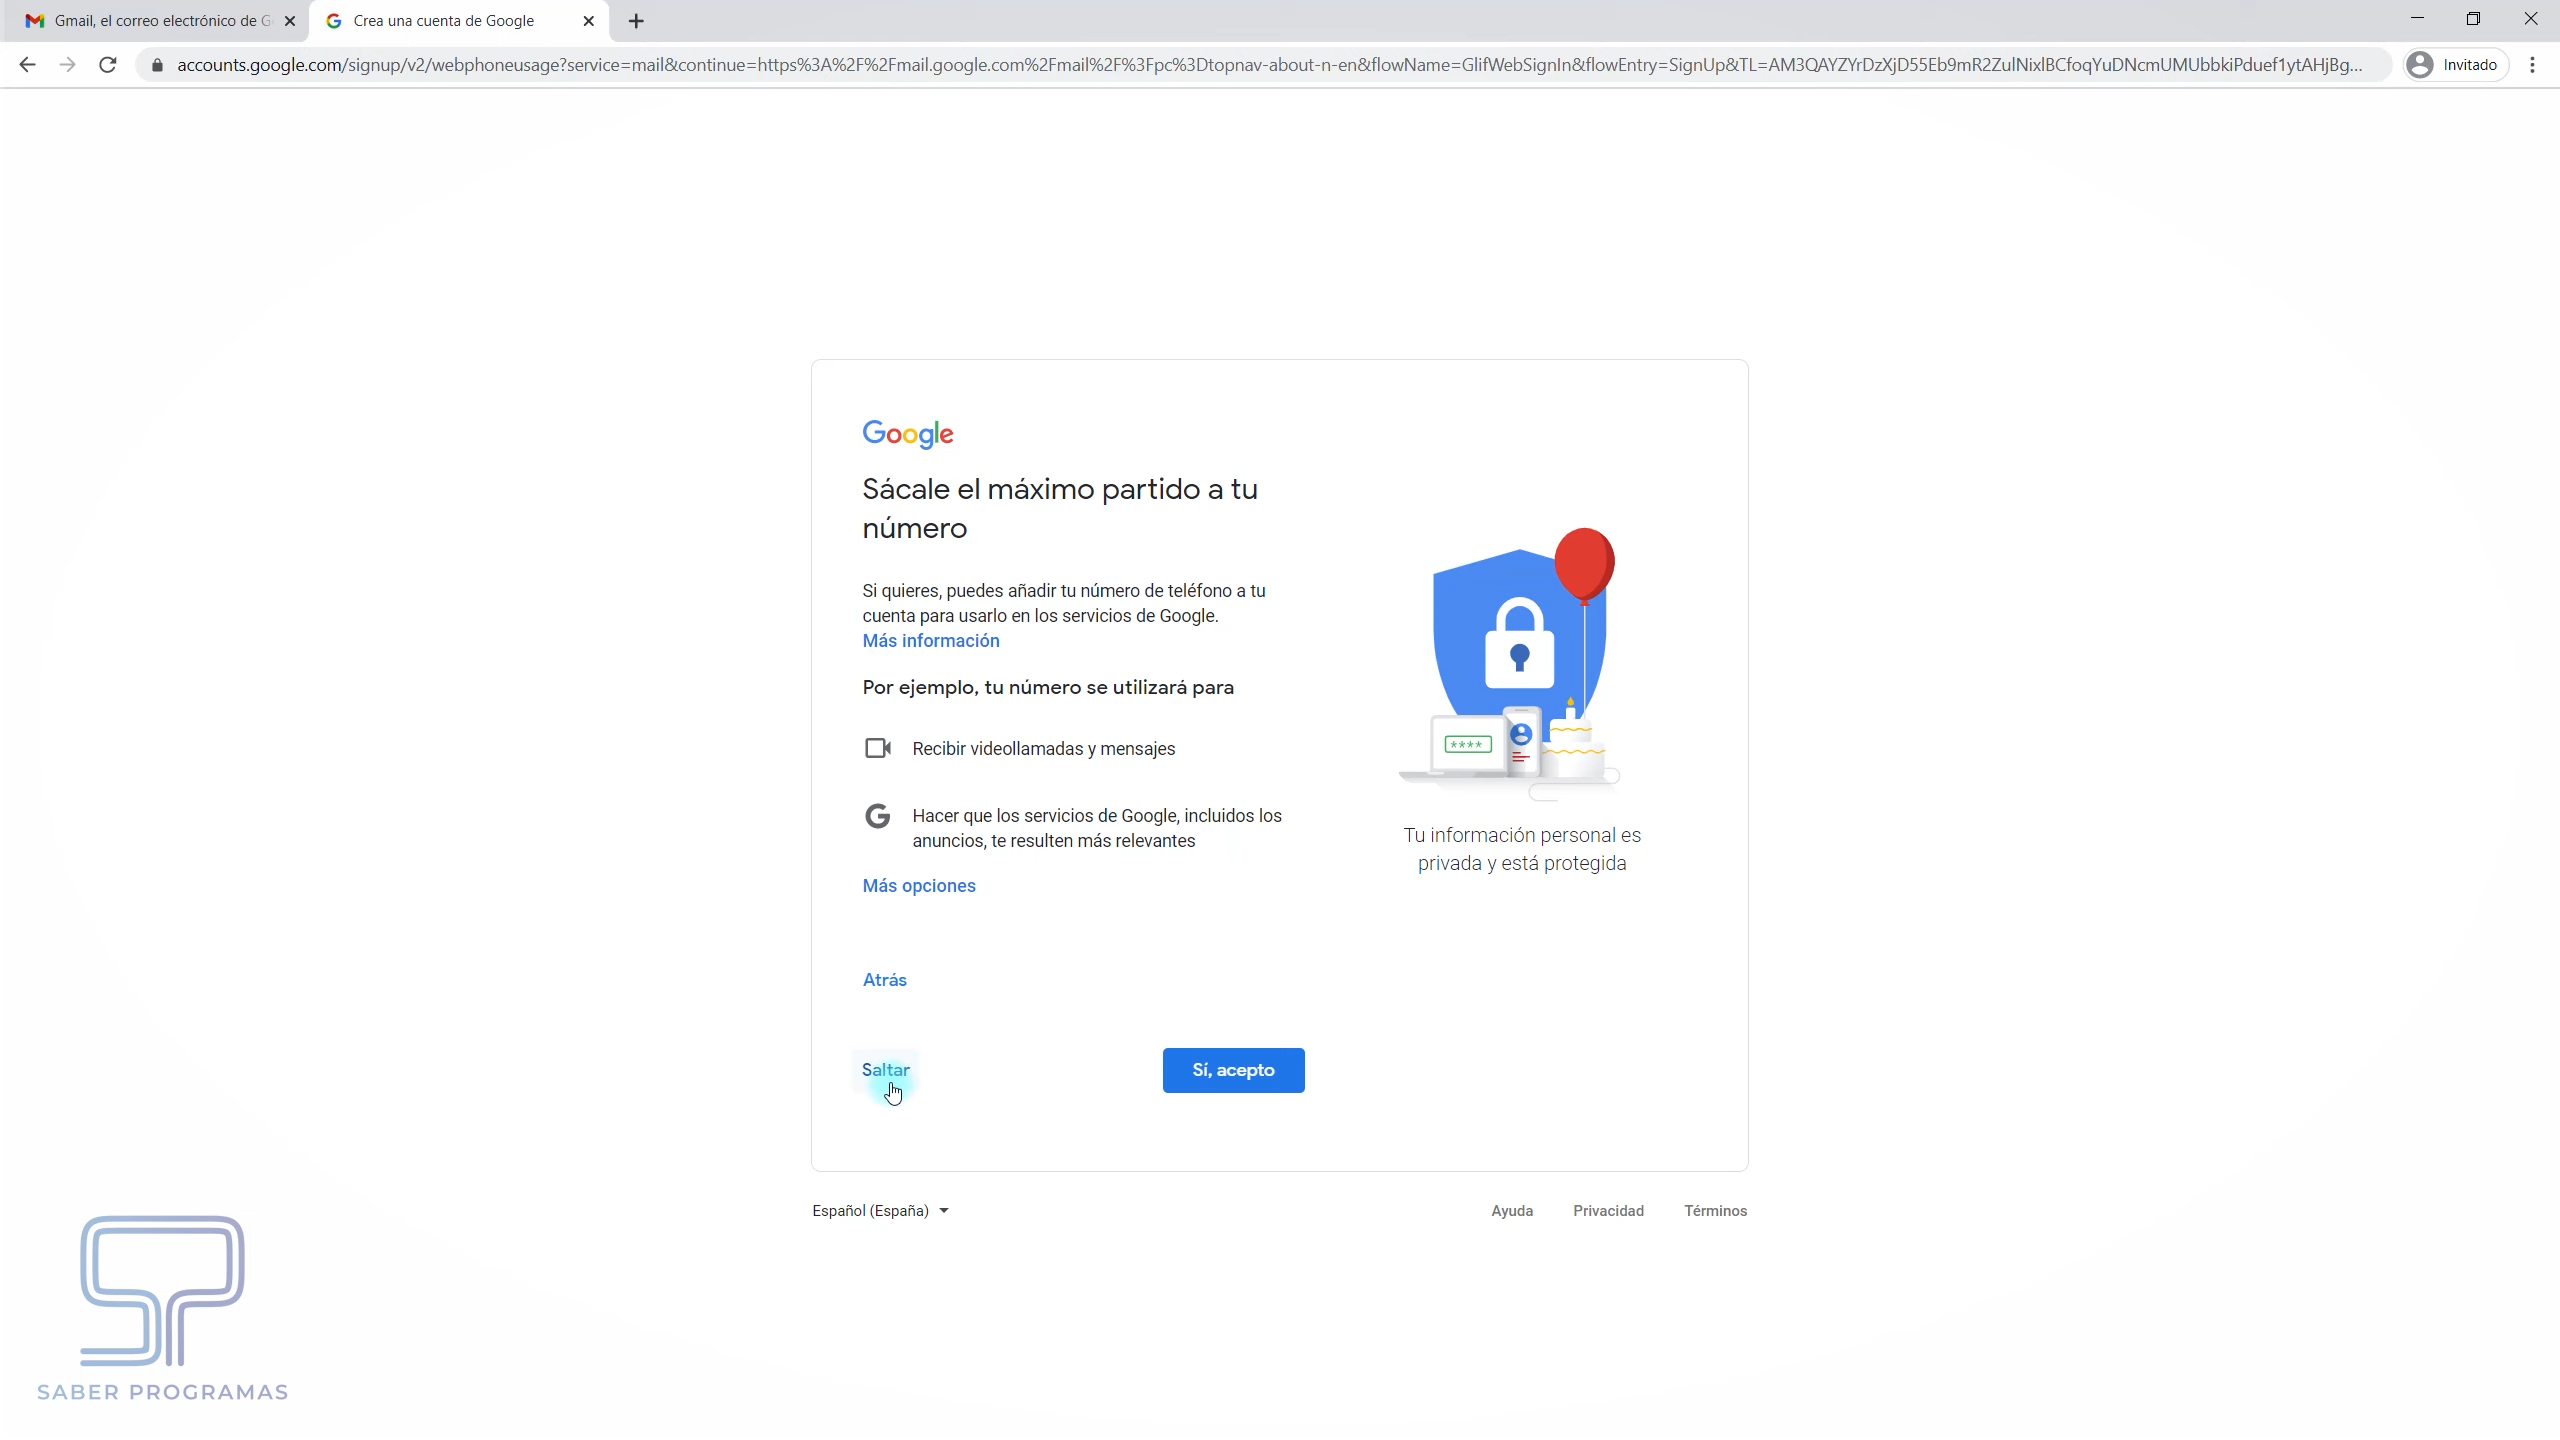 Gmail, el correo electrónico de G
Crea una cuenta de Google
accounts.google.com/signup/v2/webphoneusage?service=mail&continue=https%3A%2F%2Fmail.google.com%2Fmail%2F%3Fpc%3Dtopnav-about-n-en&flowName=GlifWebSignIn&flowEntry=SignUp&TL=AM3QAYZYrDzXjD55Eb9mR2ZulNixlBCfoqYuDNcmUMUbbkiPduef1ytAHjBg...
Invitado
Google
Sácale el máximo partido a tu
número
Si quieres, puedes añadir tu número de teléfono a tu
cuenta para usarlo en los servicios de Google.
Más información
Por ejemplo, tu número se utilizará para
Recibir videollamadas y mensajes
G Hacer que los servicios de Google, incluidos los
anuncios, te resulten más relevantes
Más opciones
****
Tu información personal es
privada y está protegida
Atrás
Saltar
Sí, acepto
Español (España)
Ayuda
Privacidad
Términos
SABER PROGRAMAS